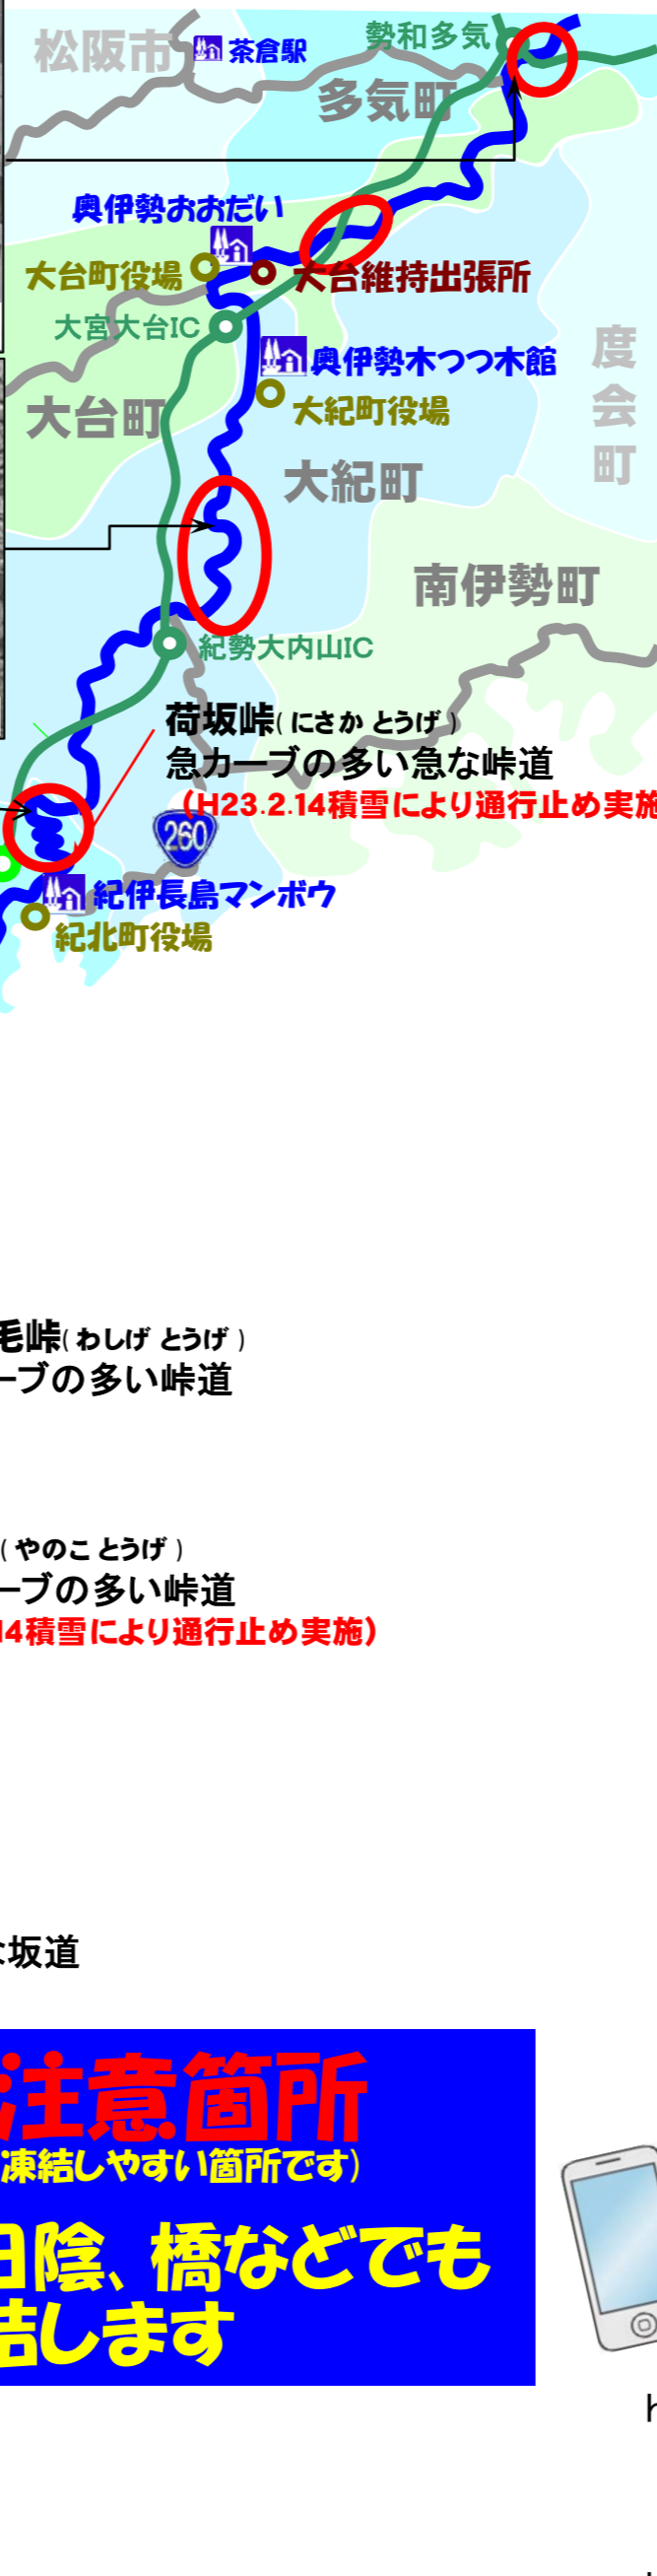 松阪市
茶倉駅
勢和多気
多気町
奥伊勢おおだい
大台町役場
大台維持出張所
大宮大台IC
奥伊勢木つつ木館
度会町
大台町
大紀町役場
大紀町
南伊勢町
紀勢大内山IC
荷坂峠(にさか とうげ)
急カーブの多い急な峠道
(H23.2.14積雪により通行止め実施
260
紀伊長島マンボウ
紀北町役場
毛峠(わしげ とうげ)
ーブの多い峠道
(やのこ とうげ)
ーブの多い峠道
14積雪により通行止め実施)
な坂道
注意箇所
凍結しやすい箇所です)
日陰、橋などでも
結します
h